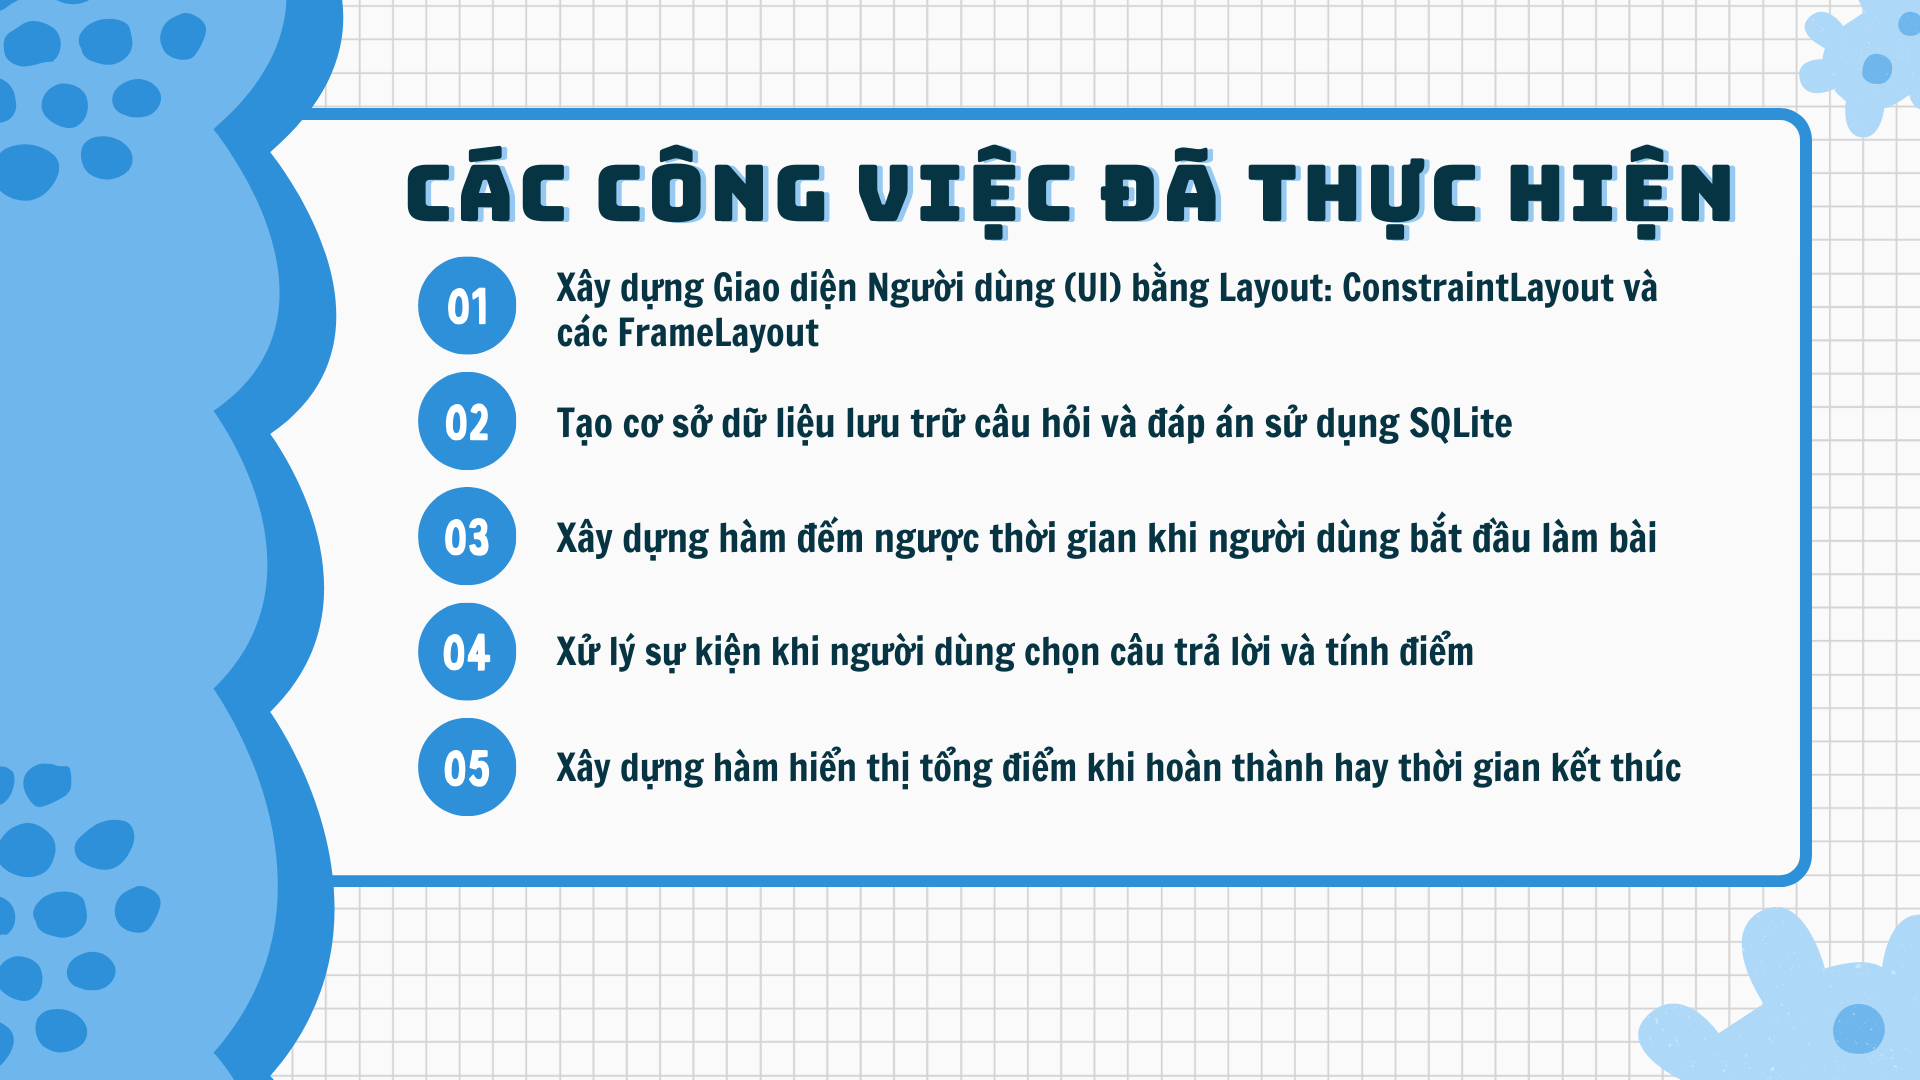 CÁC CÔNG VIỆC ĐÃ THỰC HIỆN
01
Xây dựng Giao diện Người dùng (UI) bằng Layout: ConstraintLayout và
các FrameLayout
02
Tạo cơ sở dữ liệu lưu trữ câu hỏi và đáp án sử dụng SQLite
03
Xây dựng hàm đếm ngược thời gian khi người dùng bắt đầu làm bài
04
Xử lý sự kiện khi người dùng chọn câu trả lời và tính điểm
05
Xây dựng hàm hiển thị tổng điểm khi hoàn thành hay thời gian kết thúc